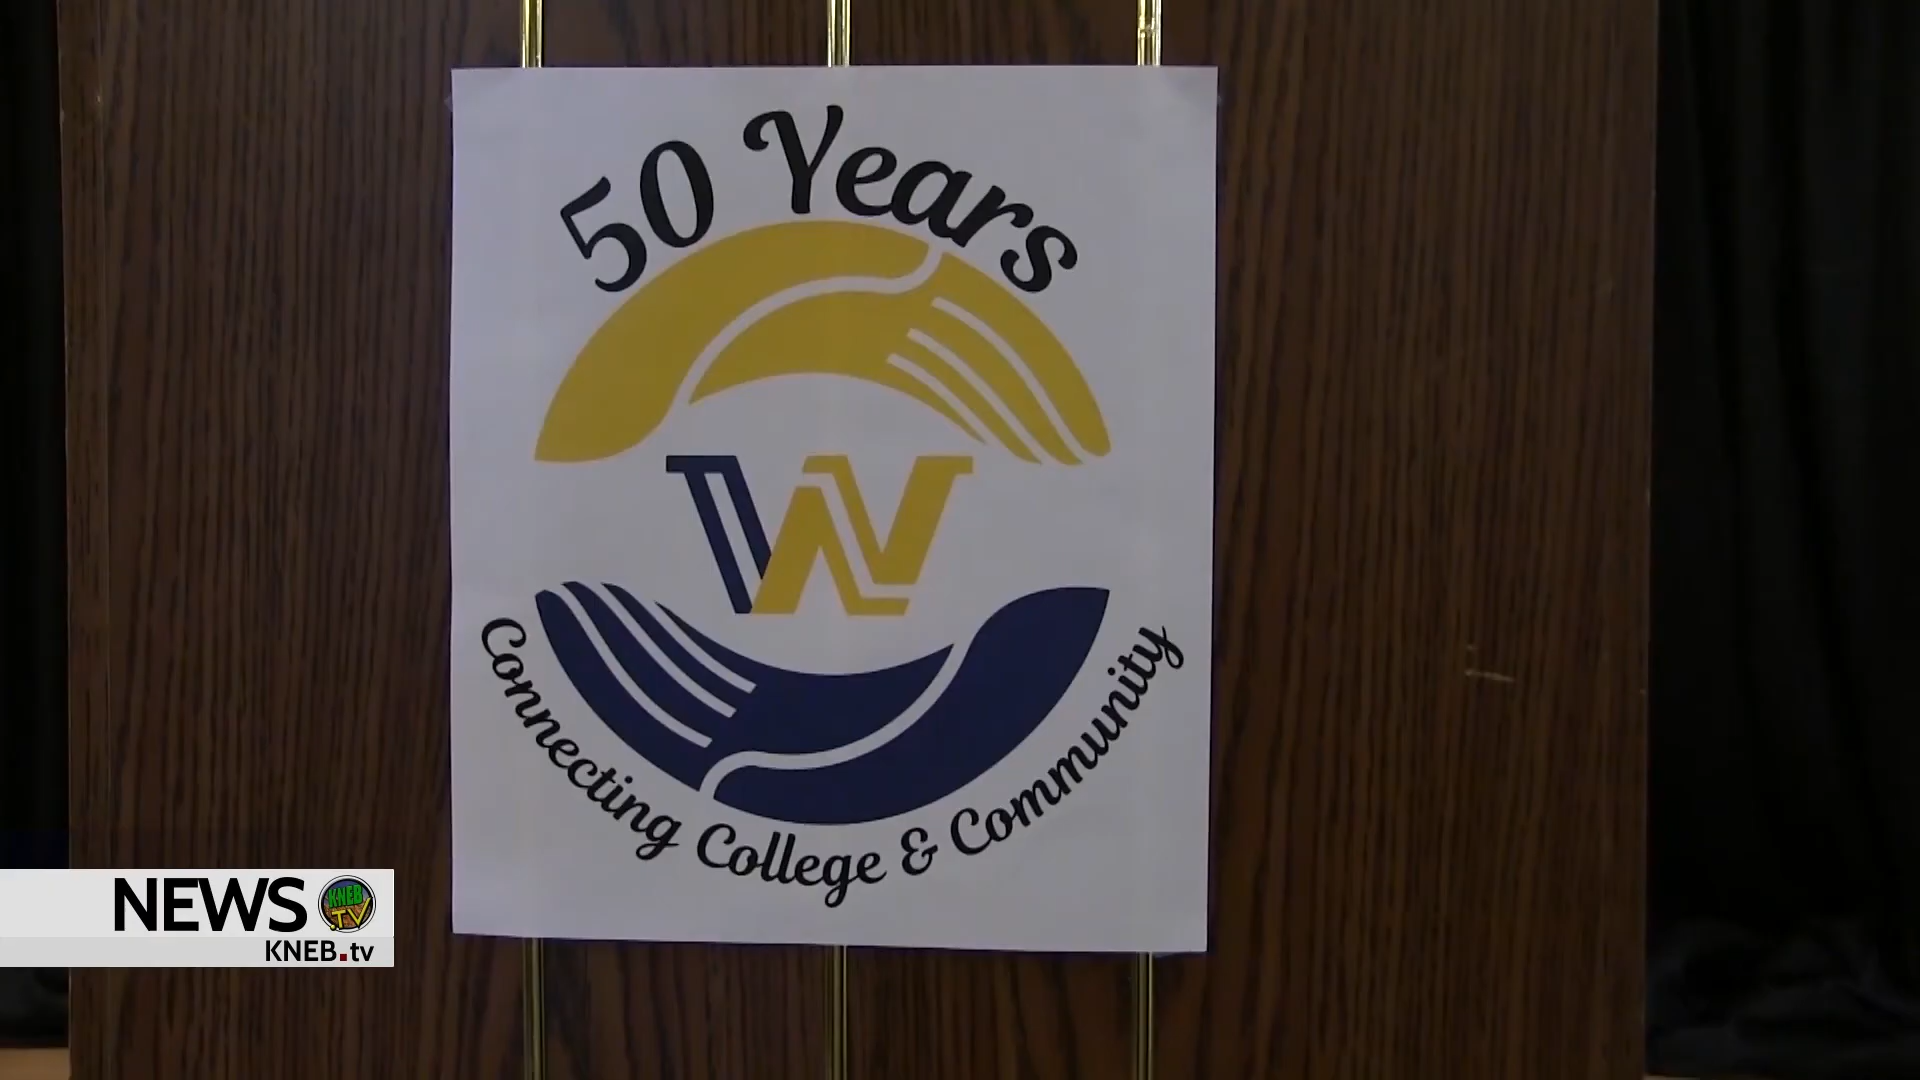 50 Years
W
Connecting College & Community
NEWS KNEB.TV
KNEB.tv